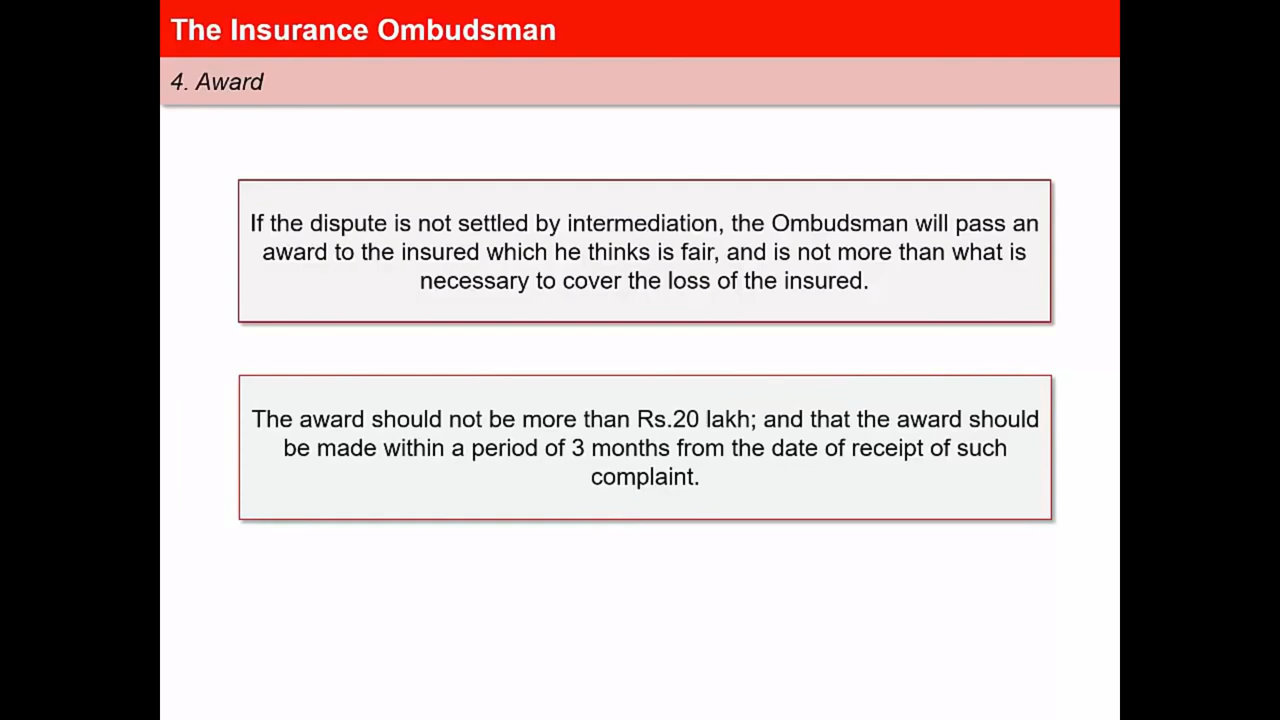 The Insurance Ombudsman
4. Award
If the dispute is not settled by intermediation, the Ombudsman will pass an
award to the insured which he thinks is fair, and is not more than what is
necessary to cover the loss of the insured.
The award should not be more than Rs.20 lakh; and that the award should
be made within a period of 3 months from the date of receipt of such
complaint.